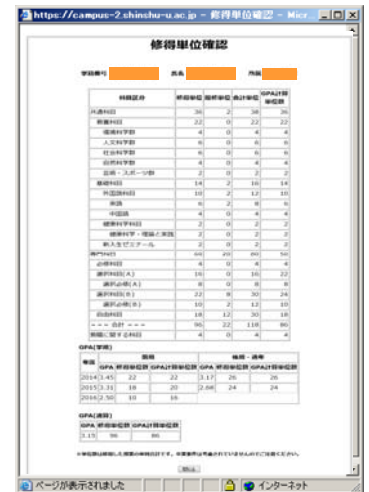 https://campus-2.shinshu-u.ac.jp - 修得単位確認 - Micr...
修得単位確認
学籍番号 氏名 所属
科目区分 修得単位 履修単位 合計単位 GPA計算単位数
共通科目 36 2 38 36
教養科目 22 0 22 22
環境科学群 4 0 4 4
人文科学群 6 0 6 6
社会科学群 6 0 6 6
自然科学群 4 0 4 4
芸術・スポーツ群 2 0 2 2
基礎科目 14 2 16 14
外国語科目 10 2 12 10
英語 6 2 8 6
中国語 4 0 4 4
健康科学科目 2 0 2 2
健康科学・理論と実践 2 0 2 2
新入生ゼミナール 2 0 2 2
専門科目 60 20 80 50
必修科目 4 0 4 4
選択科目(A) 16 0 16 22
選択必修(A) 8 0 8 8
選択科目(B) 22 8 30 24
選択必修(B) 10 2 12 10
自由科目 18 12 30 18
--- 合計 --- 96 22 118 86
教職に関する科目 4 0 4 4
GPA(学期)
年度 前期 後期・通年
GPA 修得単位数 GPA計算単位数 GPA 修得単位数 GPA計算単位数
2014 3.45 22 22 3.17 26 26
2015 3.31 18 20 2.68 24 24
2016 2.50 10 16
GPA(通算)
GPA 修得単位数 GPA計算単位数
3.15 96 86
閉じる
ページが表示されました インターネット